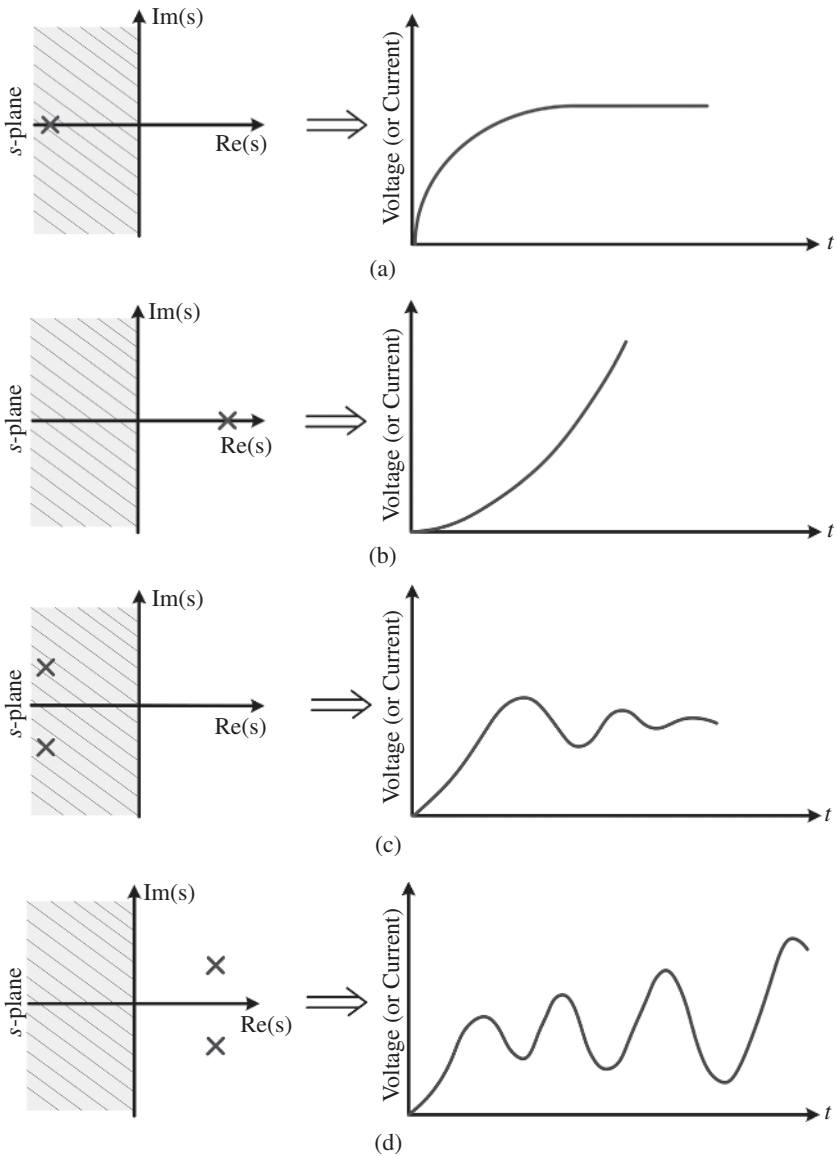 Im(s)
s-plane
Re(s)
Voltage (or Current)
t
(a)
Im(s)
s-plane
Re(s)
Voltage (or Current)
t
(b)
Im(s)
s-plane
Re(s)
Voltage (or Current)
t
(c)
Im(s)
s-plane
Re(s)
Voltage (or Current)
t
(d)